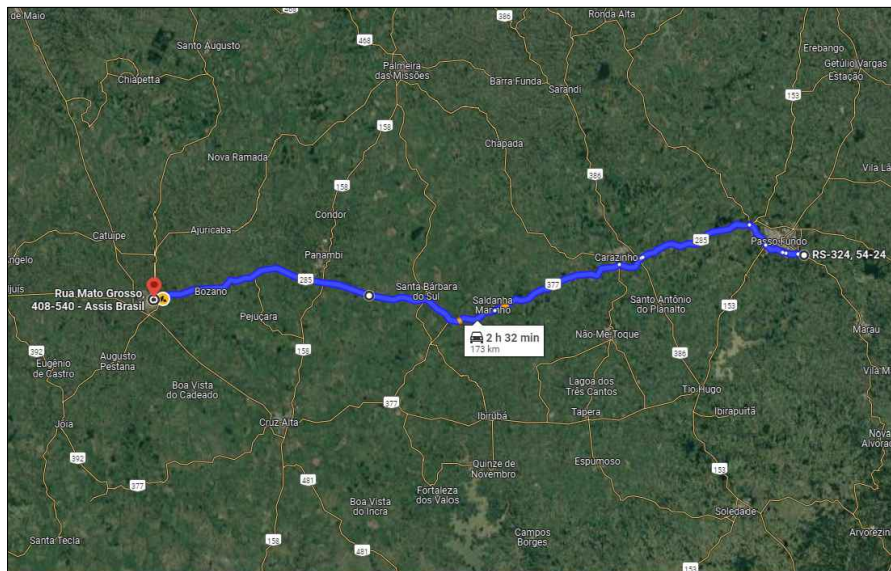 de Maio
468
386
Ronda Alta
Santo Augusto
Palmeira
das Missões
Erebango
Getúlio Vargas
Estação
Chiapetta
Barra Funda
Sarandi
153
158
Chapada
Nova Ramada
386
158
Vila Lâ
Condor
Catuípe
Ajuricaba
285
Passo Fundo
RS-324, 54-24
Panambi
Carazinho
Ângelo
285
377
Rua Mato Grosso,
408-540 - Assis Brasil
Bozano
Santa Bárbara
do Sul
Saldanha
Marinho
Santo Antônio
do Planalto
153
Ijuís
Pejuçara
2 h 32 min
173 km
Não-Me-Toque
Marau
392
158
386
Augusto
Pestana
Eugênio
de Castro
Boa Vista
do Cadeado
Lagoa dos
Três Cantos
Tio Hugo
Vila M
377
Ibirubá
Tapera
Ibirapuitã
Jóia
Cruz Alta
Nova
Alvorad
392
Quinze de
Novembro
Espumoso
153
377
481
Fortaleza
dos Valos
Boa Vista
do Incra
Soledade
Campos
Borges
Arvorezin
Santa Tecla
158
481
153